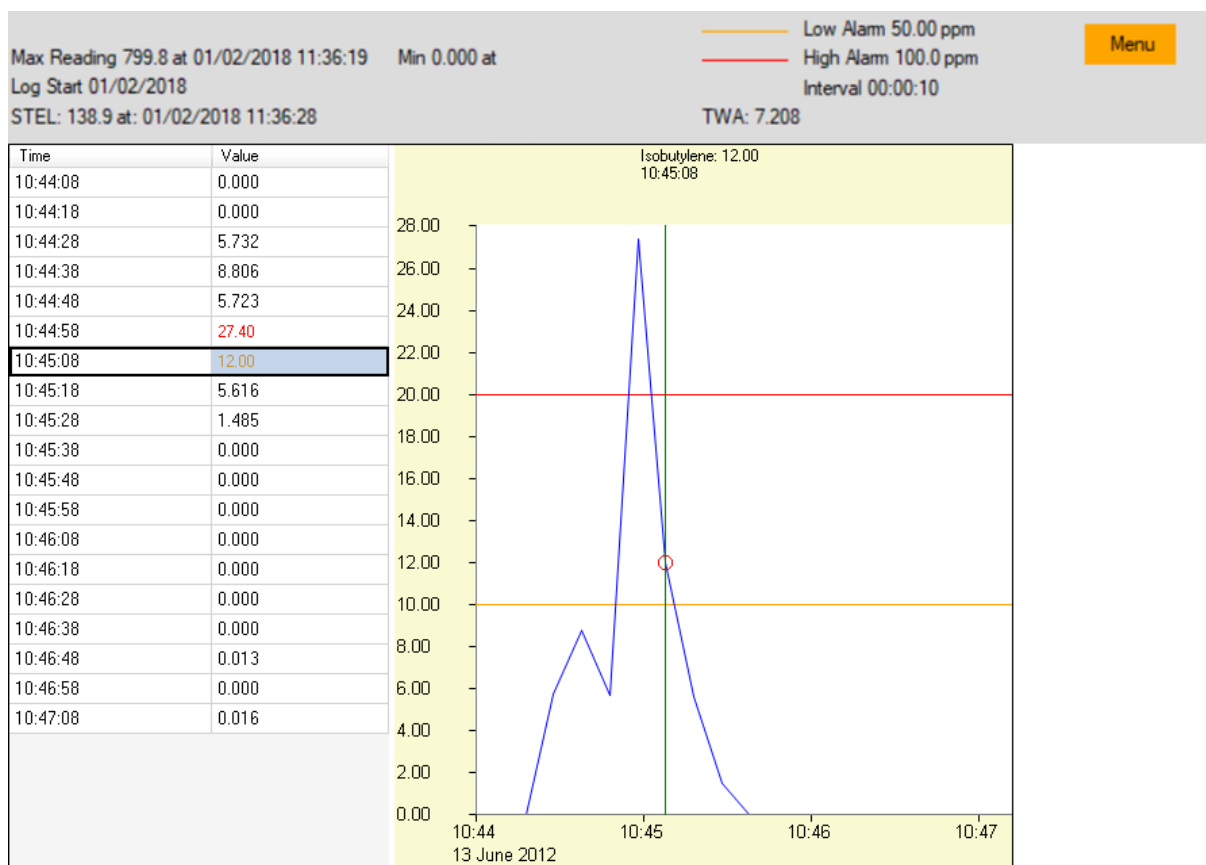 Max Reading 799.8 at 01/02/2018 11:36:19 Min 0.000 at
Log Start 01/02/2018
STEL: 138.9 at: 01/02/2018 11:36:28
Low Alarm 50.00 ppm
High Alarm 100.0 ppm
Interval 00:00:10
TWA: 7.208
Menu
Time Value
10:44:08 0.000
10:44:18 0.000
10:44:28 5.732
10:44:38 8.806
10:44:48 5.723
10:44:58 27.40
10:45:08 12.00
10:45:18 5.616
10:45:28 1.485
10:45:38 0.000
10:45:48 0.000
10:45:58 0.000
10:46:08 0.000
10:46:18 0.000
10:46:28 0.000
10:46:38 0.000
10:46:48 0.013
10:46:58 0.000
10:47:08 0.016
Isobutylene: 12.00
10:45:08
28.00
26.00
24.00
22.00
20.00
18.00
16.00
14.00
12.00
10.00
8.00
6.00
4.00
2.00
0.00
10:44 10:45 10:46 10:47
13 June 2012